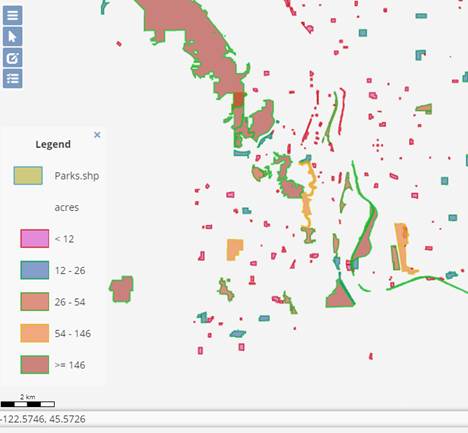 Legend
Parks.shp
acres
< 12
12 - 26
26 - 54
54 - 146
>= 146
2 km
-122.5746, 45.5726